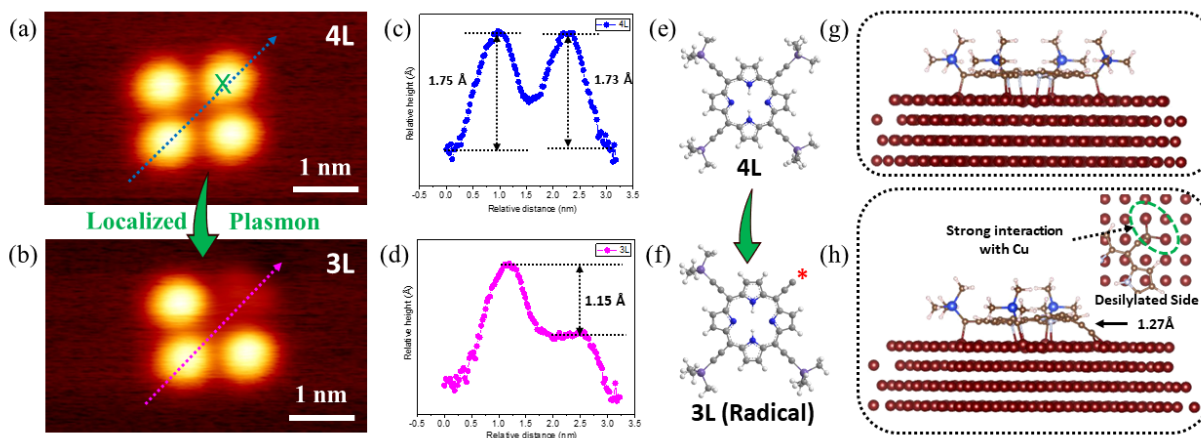 (a)
4L
X
1 nm
Localized Plasmon
(b)
3L
1 nm
(c)
4L
1.75 Å
1.73 Å
Relative height (Å)
-0.5 0.0 0.5 1.0 1.5 2.0 2.5 3.0 3.5
Relative distance (nm)
(d)
3L
1.15 Å
Relative height (Å)
-0.5 0.0 0.5 1.0 1.5 2.0 2.5 3.0 3.5
Relative distance (nm)
(e)
4L
(f)
*
3L (Radical)
(g)
(h)
Strong interaction
with Cu
Desilylated Side
1.27Å